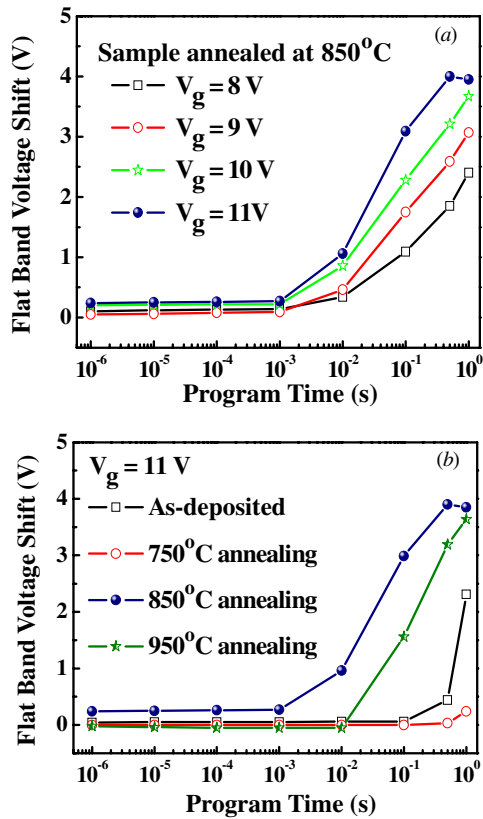 (a)
Sample annealed at 850°C
V_g = 8 V
V_g = 9 V
V_g = 10 V
V_g = 11V
Flat Band Voltage Shift (V)
5
4
3
2
1
0
10^-6 10^-5 10^-4 10^-3 10^-2 10^-1 10^0
Program Time (s)
(b)
V_g = 11 V
As-deposited
750°C annealing
850°C annealing
950°C annealing
Flat Band Voltage Shift (V)
5
4
3
2
1
0
10^-6 10^-5 10^-4 10^-3 10^-2 10^-1 10^0
Program Time (s)